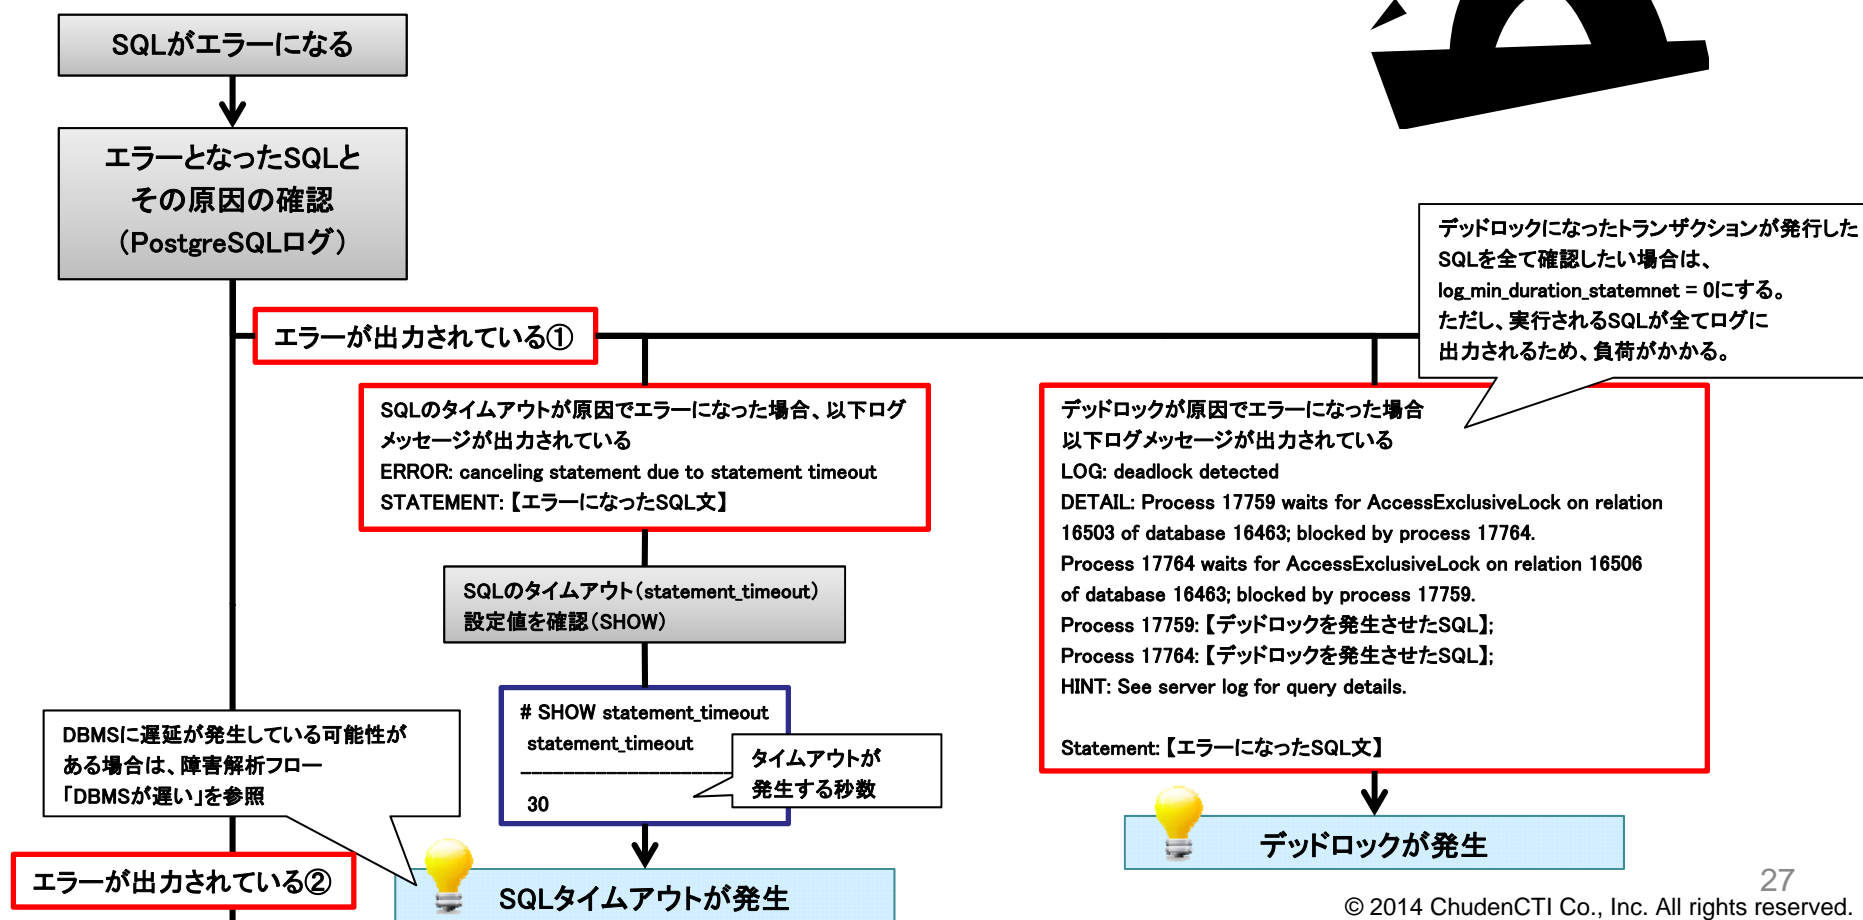 SQLがエラーになる
エラーとなったSQLと
その原因の確認
（PostgreSQLログ）
エラーが出力されている①
デッドロックになったトランザクションが発行した
SQLを全て確認したい場合は、
log_min_duration_statemnet = 0にする。
ただし、実行されるSQLが全てログに
出力されるため、負荷がかかる。
SQLのタイムアウトが原因でエラーになった場合、以下ログ
メッセージが出力されている
ERROR: canceling statement due to statement timeout
STATEMENT:【エラーになったSQL文】
SQLのタイムアウト（statement_timeout）
設定値を確認（SHOW）
# SHOW statement_timeout
statement_timeout
--------------------
30
タイムアウトが
発生する秒数
SQLタイムアウトが発生
デッドロックが原因でエラーになった場合
以下ログメッセージが出力されている
LOG: deadlock detected
DETAIL: Process 17759 waits for AccessExclusiveLock on relation
16503 of database 16463; blocked by process 17764.
Process 17764 waits for AccessExclusiveLock on relation 16506
of database 16463; blocked by process 17759.
Process 17759:【デッドロックを発生させたSQL】;
Process 17764:【デッドロックを発生させたSQL】;
HINT: See server log for query details.
Statement:【エラーになったSQL文】
デッドロックが発生
DBMSに遅延が発生している可能性が
ある場合は、障害解析フロー
「DBMSが遅い」を参照
エラーが出力されている②
27
© 2014 ChudenCTI Co., Inc. All rights reserved.